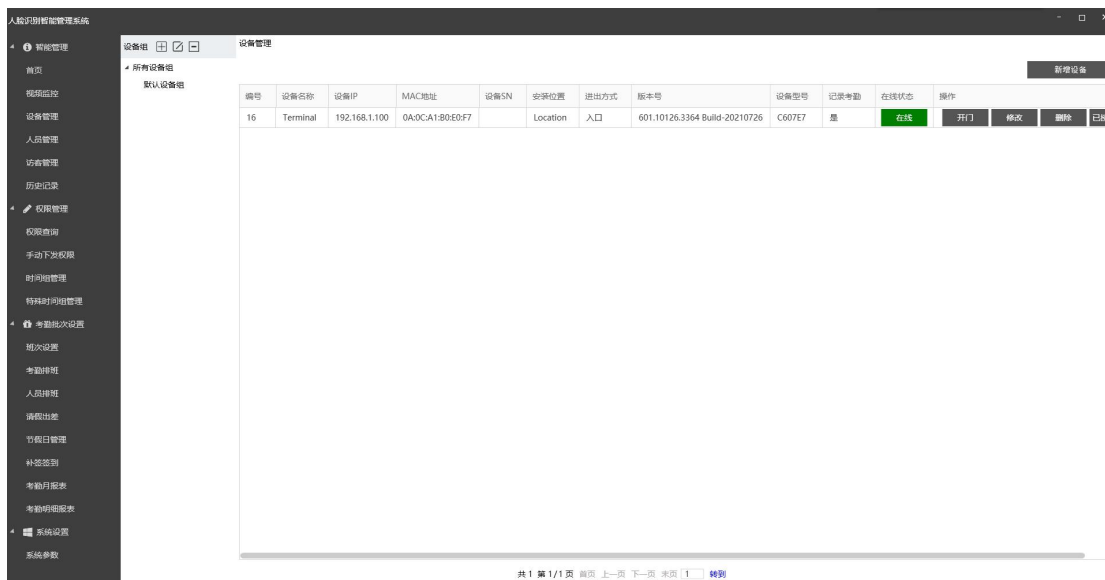 人脸识别智能管理系统
智能管理
首页
视频监控
设备管理
人员管理
访客管理
历史记录
权限管理
权限查询
手动下发权限
时间组管理
特殊时间组管理
考勤批次设置
班次设置
考勤排班
人员排班
请假出差
节假日管理
补签签到
考勤月报表
考勤明细报表
系统设置
系统参数
设备组
所有设备组
默认设备组
设备管理
新增设备
编号 设备名称 设备IP MAC地址 设备SN 安装位置 进出方式 版本号 设备型号 记录考勤 在线状态 操作
16 Terminal 192.168.1.100 0A:0C:A1:B0:E0:F7 Location 入口 601.10126.3364 Build-20210726 C607E7 是 在线 开门 修改 删除
共 1 第 1/1 页 首页 上一页 下一页 末页 1 转到